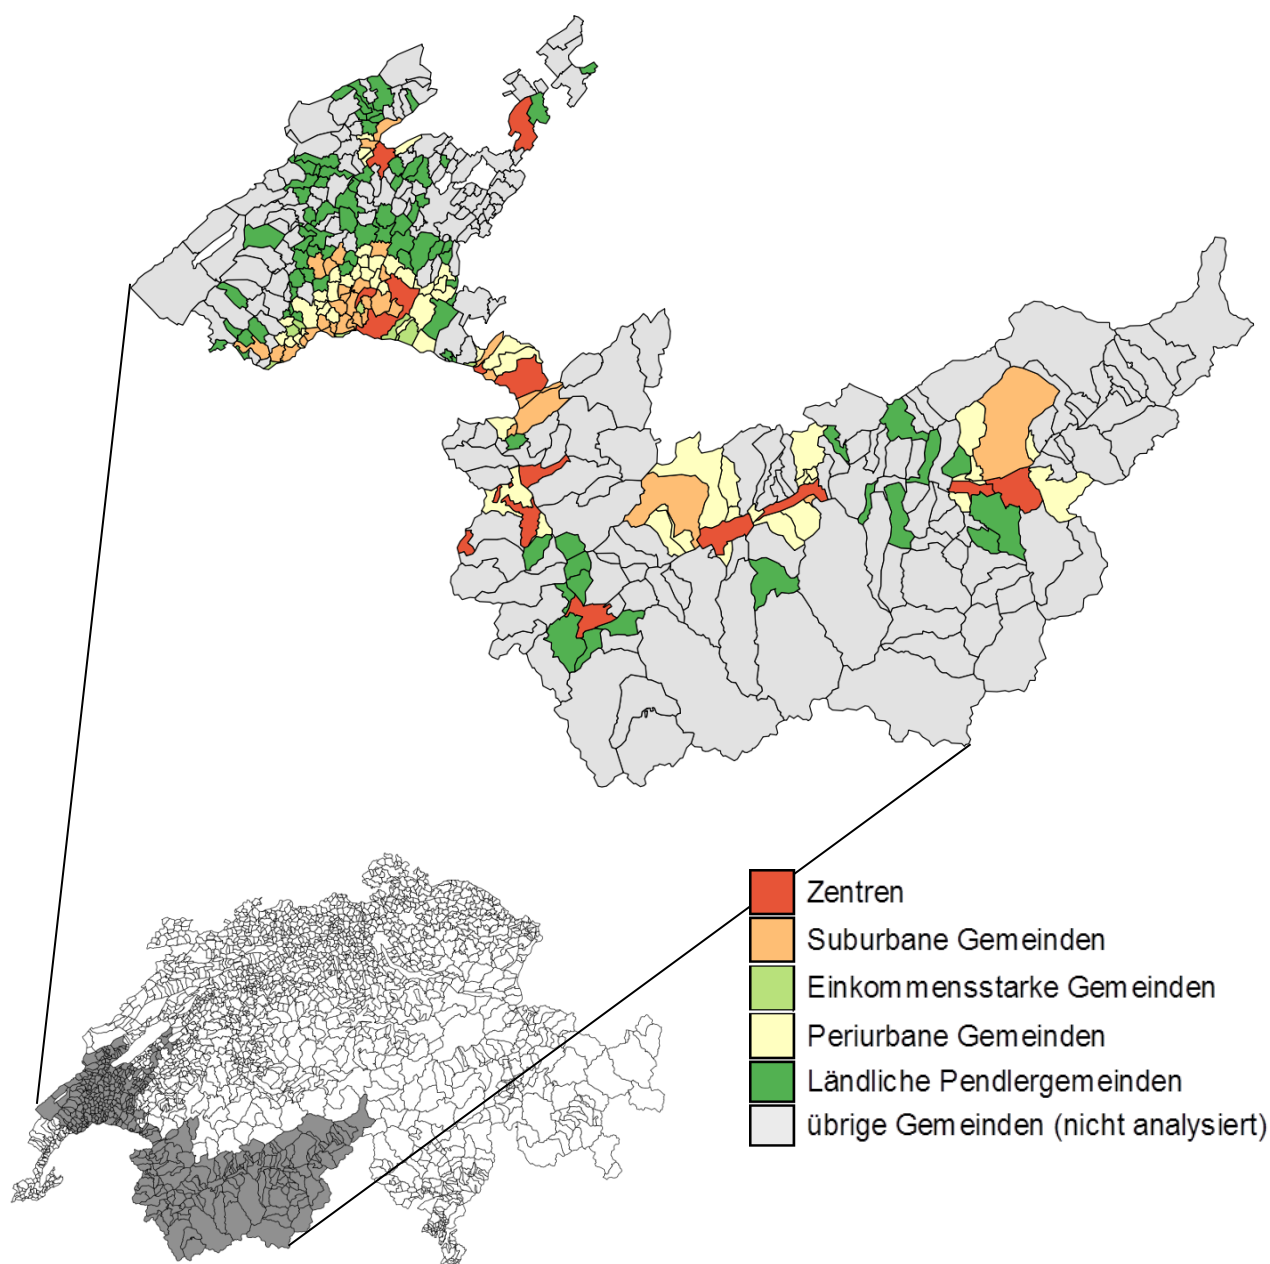 Zentren
Suburbane Gemeinden
Einkommensstarke Gemeinden
Periurbane Gemeinden
Ländliche Pendlergemeinden
übrige Gemeinden (nicht analysiert)